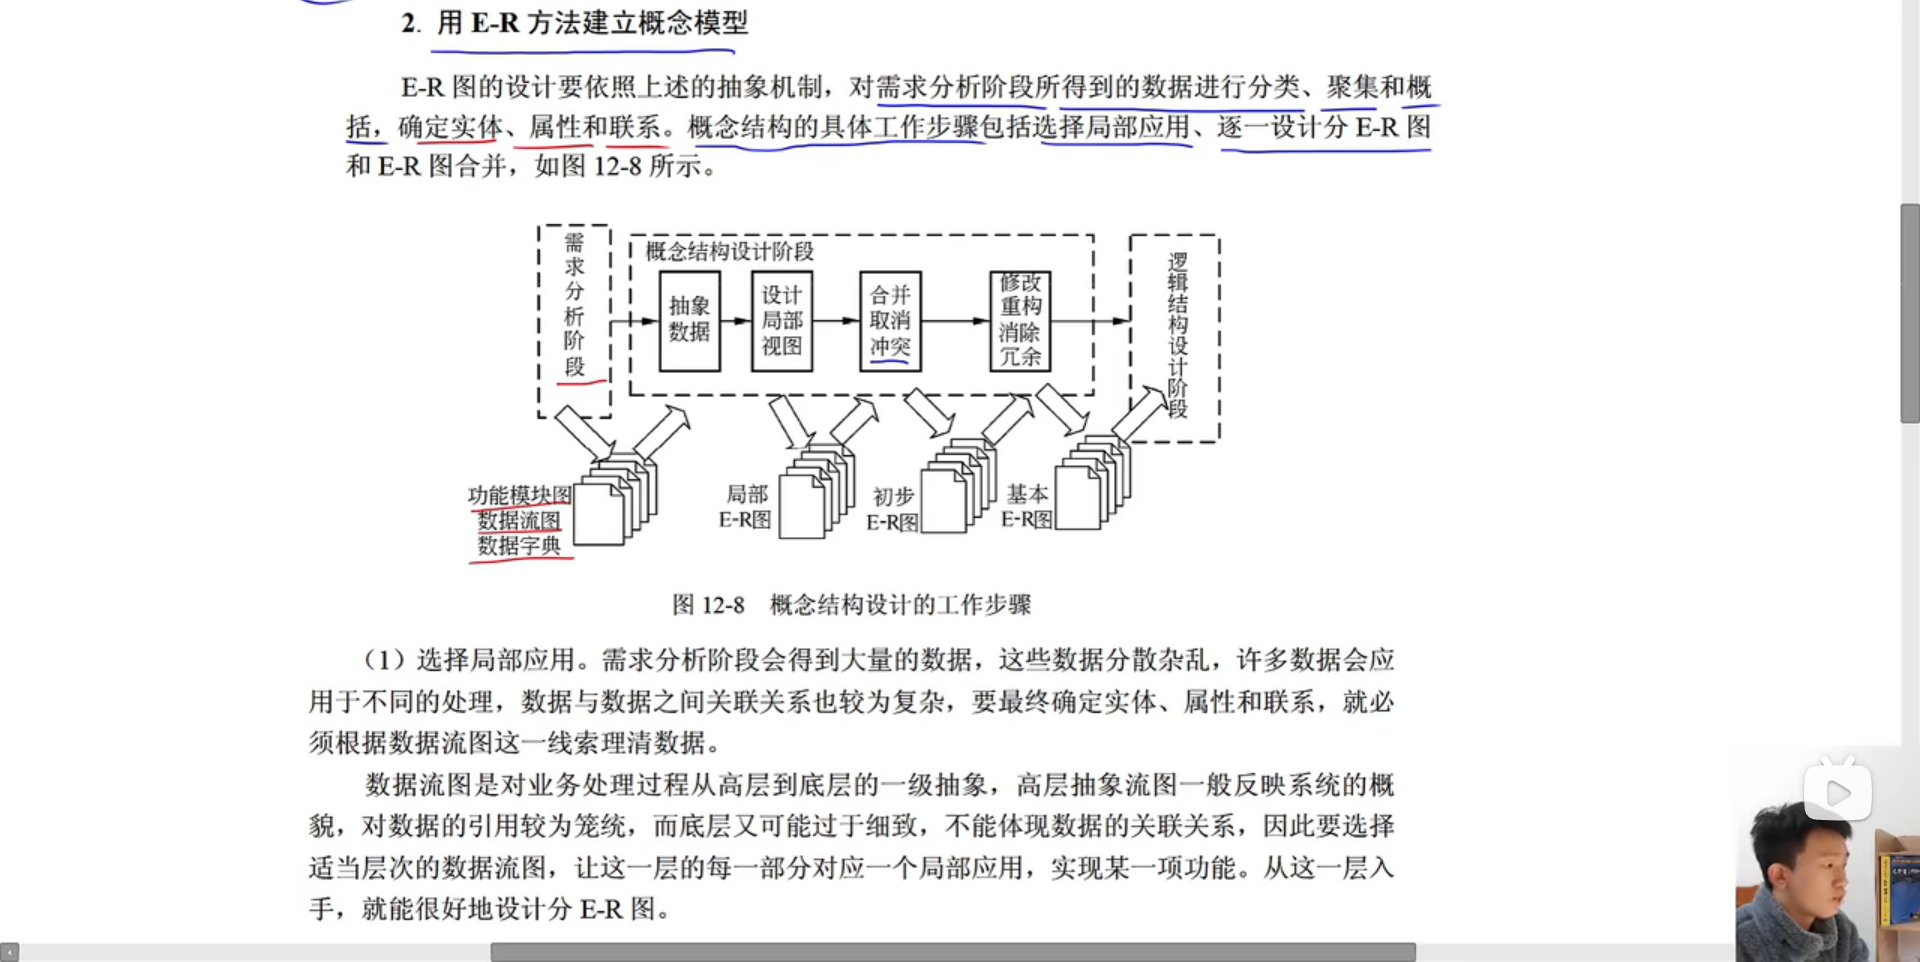 2. 用 E-R 方法建立概念模型
E-R 图的设计要依照上述的抽象机制，对需求分析阶段所得到的数据进行分类、聚集和概
括，确定实体、属性和联系。概念结构的具体工作步骤包括选择局部应用、逐一设计分 E-R 图
和 E-R 图合并，如图 12-8 所示。
需求分析阶段
概念结构设计阶段
抽象
数据
设计
局部
视图
合并
取消
冲突
修改
重构
消除
冗余
逻辑结构设计阶段
功能模块图
数据流图
数据字典
局部
E-R图
初步
E-R图
基本
E-R图
图 12-8 概念结构设计的工作步骤
（1）选择局部应用。需求分析阶段会得到大量的数据，这些数据分散杂乱，许多数据会应
用于不同的处理，数据与数据之间关联关系也较为复杂，要最终确定实体、属性和联系，就必
须根据数据流图这一线索理清数据。
数据流图是对业务处理过程从高层到底层的一级抽象，高层抽象流图一般反映系统的概
貌，对数据的引用较为笼统，而底层又可能过于细致，不能体现数据的关联关系，因此要选择
适当层次的数据流图，让这一层的每一部分对应一个局部应用，实现某一项功能。从这一层入
手，就能很好地设计分 E-R 图。